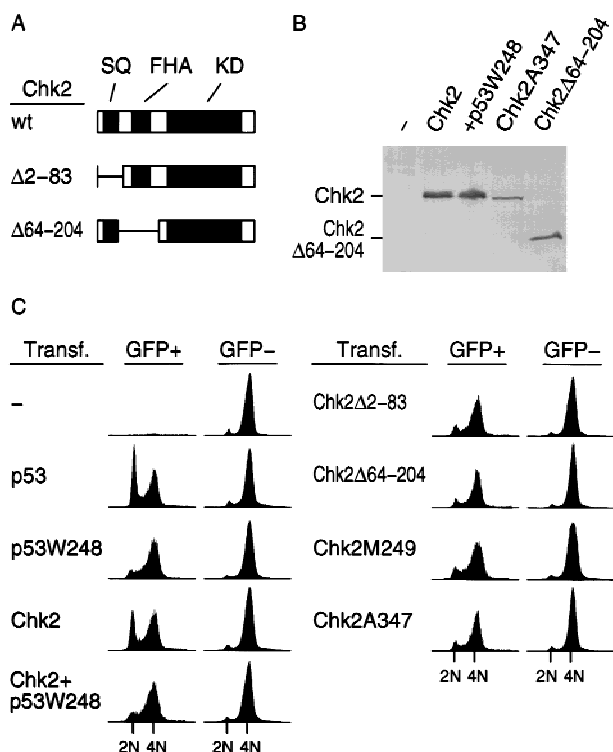 A
SQ FHA KD
Chk2
wt
Δ2–83
Δ64–204
B
– Chk2 +p53W248 Chk2A347 Chk2Δ64–204
Chk2
Chk2
Δ64–204
C
Transf. GFP+ GFP–
–
p53
p53W248
Chk2
Chk2+
p53W248
2N 4N 2N 4N
Transf. GFP+ GFP–
Chk2Δ2–83
Chk2Δ64–204
Chk2M249
Chk2A347
2N 4N 2N 4N